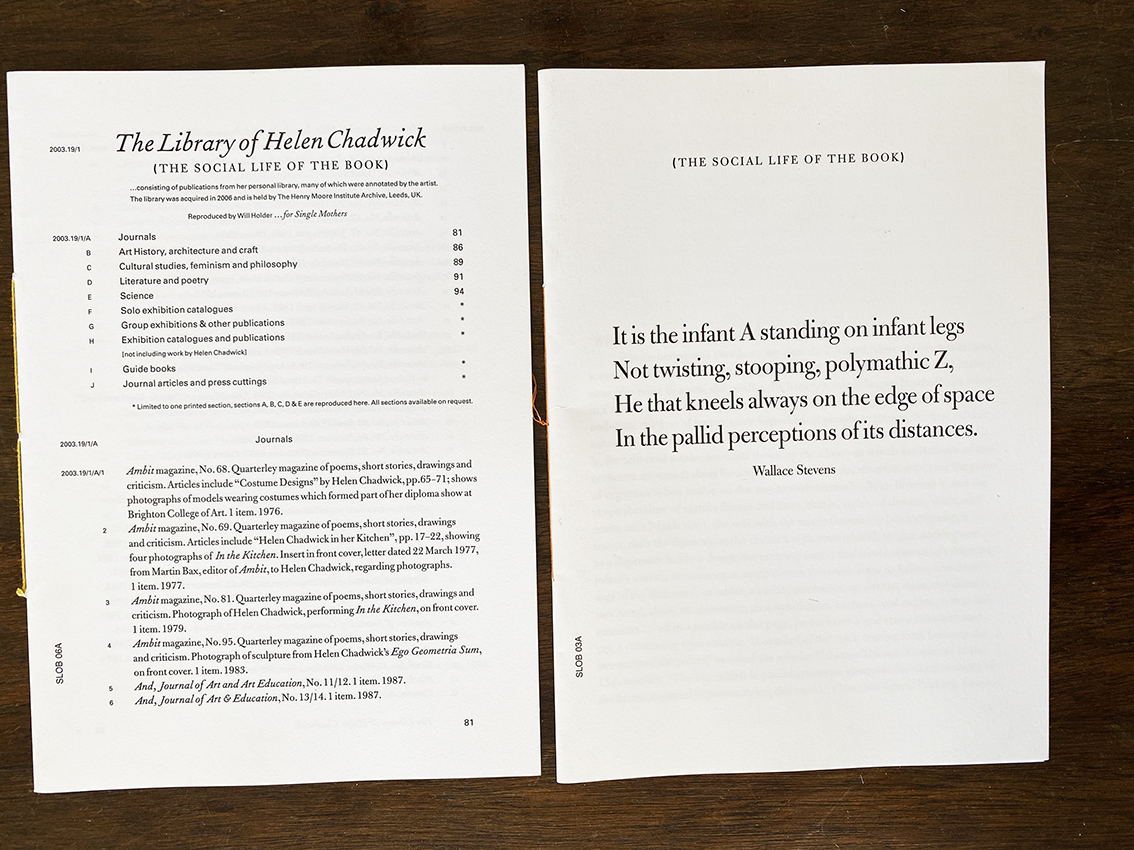 2003.19/1 The Library of Helen Chadwick
(THE SOCIAL LIFE OF THE BOOK)
...consisting of publications from her personal library, many of which were annotated by the artist.
The library was acquired in 2006 and is held by The Henry Moore Institute Archive, Leeds, UK.
Reproduced by Will Holder ...for Single Mothers
2003.19/1/A Journals 81
B Art History, architecture and craft 86
C Cultural studies, feminism and philosophy 89
D Literature and poetry 91
E Science 94
F Solo exhibition catalogues *
G Group exhibitions & other publications *
H Exhibition catalogues and publications *
[not including work by Helen Chadwick]
I Guide books *
J Journal articles and press cuttings *
* Limited to one printed section, sections A, B, C, D & E are reproduced here. All sections available on request.
2003.19/1/A Journals
2003.19/1/A/1 Ambit magazine, No. 68. Quarterley magazine of poems, short stories, drawings and
criticism. Articles include “Costume Designs” by Helen Chadwick, pp.65–71; shows
photographs of models wearing costumes which formed part of her diploma show at
Brighton College of Art. 1 item. 1976.
2 Ambit magazine, No. 69. Quarterley magazine of poems, short stories, drawings
and criticism. Articles include “Helen Chadwick in her Kitchen”, pp. 17–22, showing
four photographs of In the Kitchen. Insert in front cover, letter dated 22 March 1977,
from Martin Bax, editor of Ambit, to Helen Chadwick, regarding photographs.
1 item. 1977.
3 Ambit magazine, No. 81. Quarterley magazine of poems, short stories, drawings and
criticism. Photograph of Helen Chadwick, performing In the Kitchen, on front cover.
1 item. 1979.
4 Ambit magazine, No. 95. Quarterley magazine of poems, short stories, drawings
and criticism. Photograph of sculpture from Helen Chadwick’s Ego Geometria Sum,
on front cover. 1 item. 1983.
5 And, Journal of Art and Art Education, No. 11/12. 1 item. 1987.
6 And, Journal of Art & Education, No. 13/14. 1 item. 1987.
81
SLOB 06A
(THE SOCIAL LIFE OF THE BOOK)
It is the infant A standing on infant legs
Not twisting, stooping, polymathic Z,
He that kneels always on the edge of space
In the pallid perceptions of its distances.
Wallace Stevens
SLOB 03A